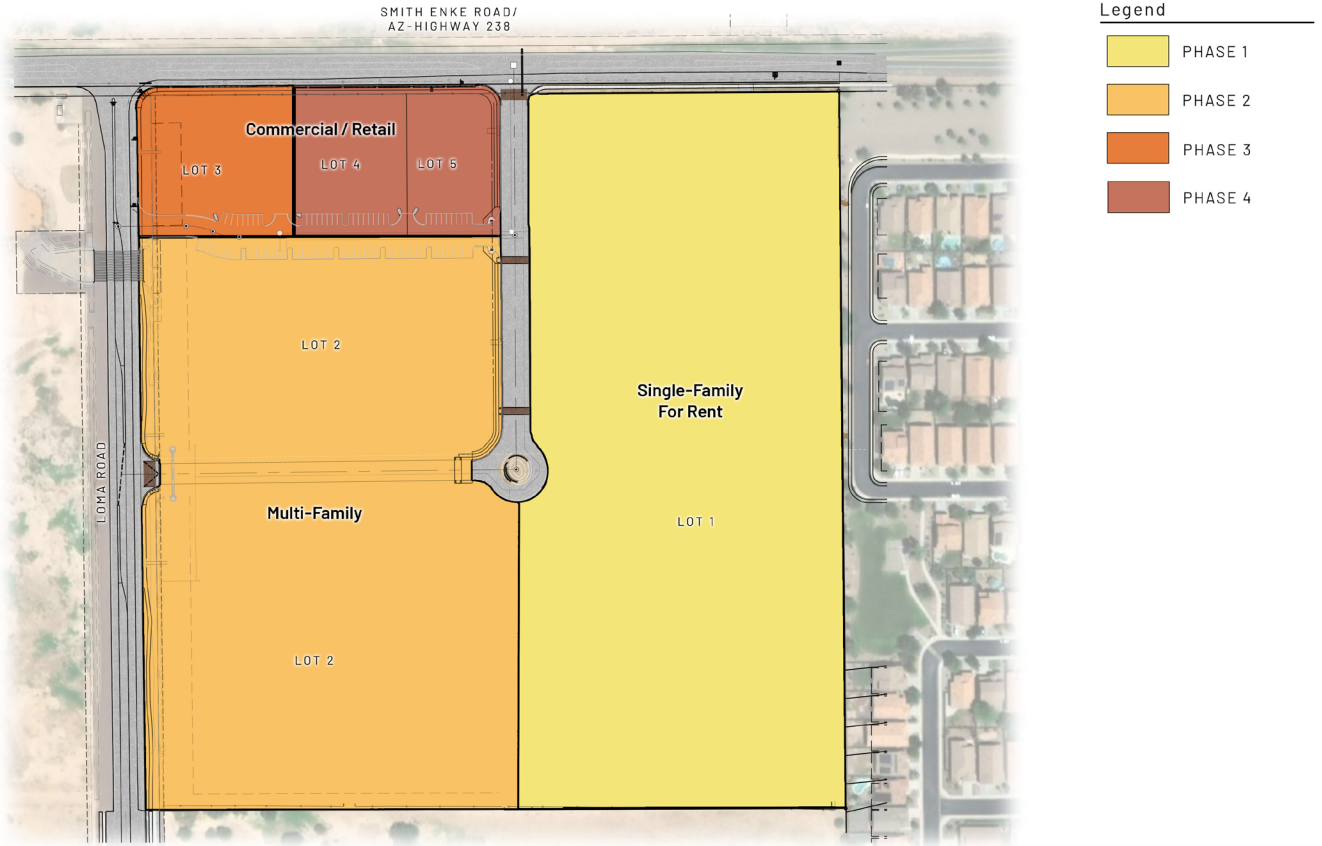 SMITH ENKE ROAD/
AZ-HIGHWAY 238
Legend
PHASE 1
PHASE 2
PHASE 3
PHASE 4
Commercial / Retail
LOT 3
LOT 4
LOT 5
LOT 2
Single-Family
For Rent
LOMA ROAD
Multi-Family
LOT 1
LOT 2